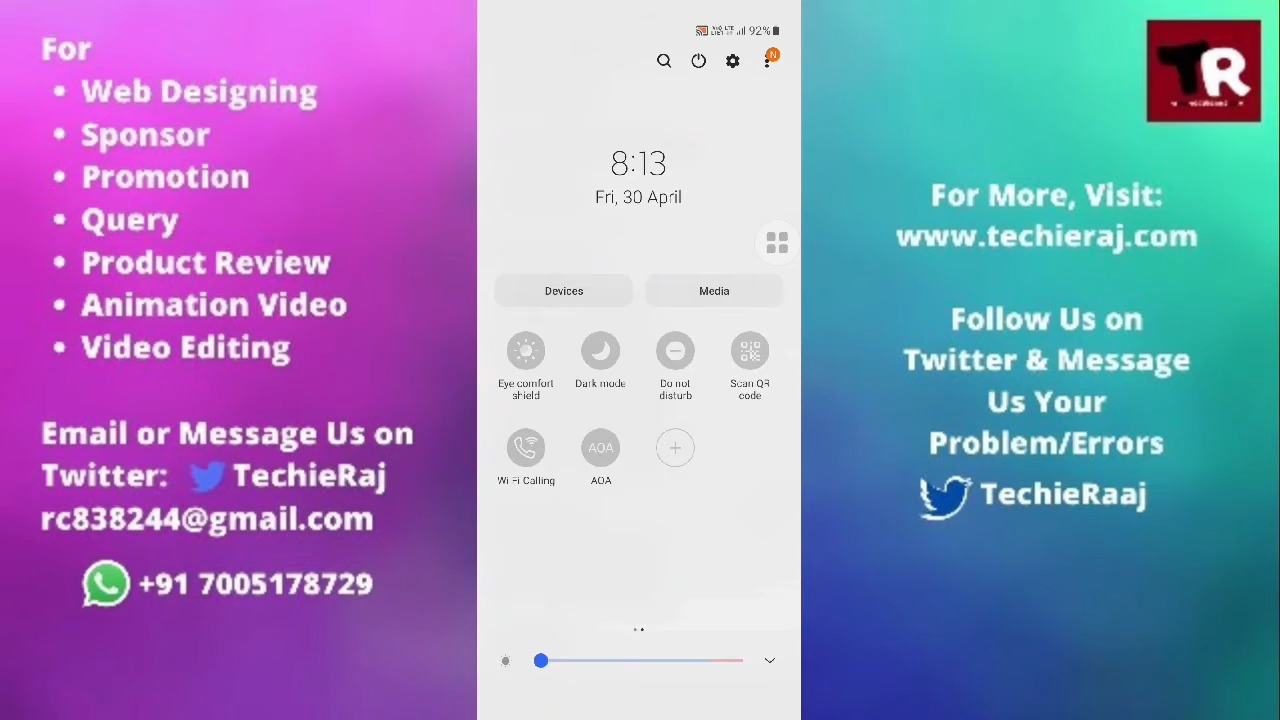 For
• Web Designing
• Sponsor
• Promotion
• Query
• Product Review
• Animation Video
• Video Editing
Email or Message Us on
Twitter: TechieRaj
rc838244@gmail.com
+91 7005178729
92%
N
8:13
Fri, 30 April
Devices
Media
Eye comfort
shield
Dark mode
Do not
disturb
Scan QR
code
Wi Fi Calling
AOA
AOA
TR
For More, Visit:
www.techieraj.com
Follow Us on
Twitter & Message
Us Your
Problem/Errors
TechieRaaj